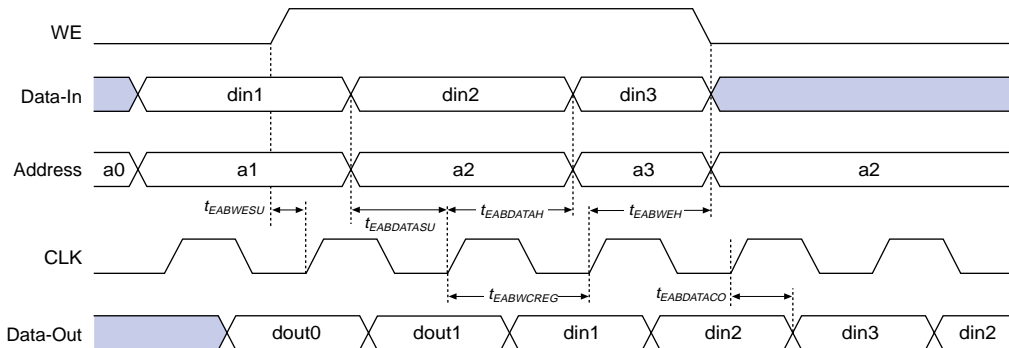 WE
Data-In din1 din2 din3
Address a0 a1 a2 a3 a2
tEABWESU tEABDATASU tEABDATAH tEABWEH
CLK
tEABWCREG tEABDATACO
Data-Out dout0 dout1 din1 din2 din3 din2